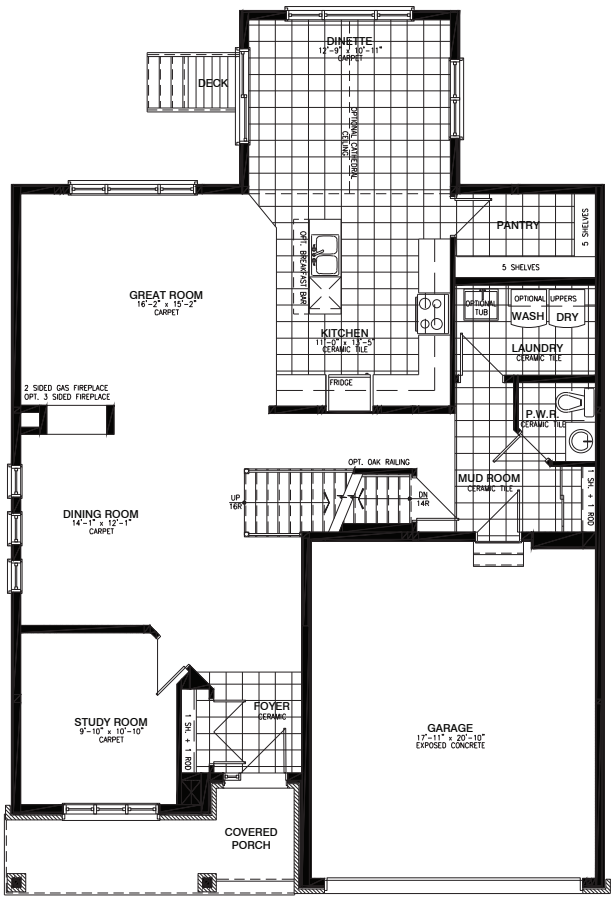 DINETTE
12'-9" x 10'-11"
CARPET
DECK
OPTIONAL CATHEDRAL
CEILING
PANTRY
5 SHELVES
5 SHELVES
OPT. BREAKFAST BAR
GREAT ROOM
16'-2" x 15'-2"
CARPET
OPTIONAL
TUB
OPTIONAL
UPPERS
WASH
DRY
KITCHEN
11'-0" x 13'-5"
CERAMIC TILE
LAUNDRY
CERAMIC TILE
FRIDGE
2 SIDED GAS FIREPLACE
OPT. 3 SIDED FIREPLACE
P.W.R.
CERAMIC TILE
OPT. OAK RAILING
MUD ROOM
CERAMIC TILE
1 SH. + 1 ROD
UP
16R
DN
14R
DINING ROOM
14'-1" x 12'-1"
CARPET
FOYER
CERAMIC
1 SH. + 1 ROD
STUDY ROOM
9'-10" x 10'-10"
CARPET
GARAGE
17'-11" x 20'-10"
EXPOSED CONCRETE
COVERED
PORCH